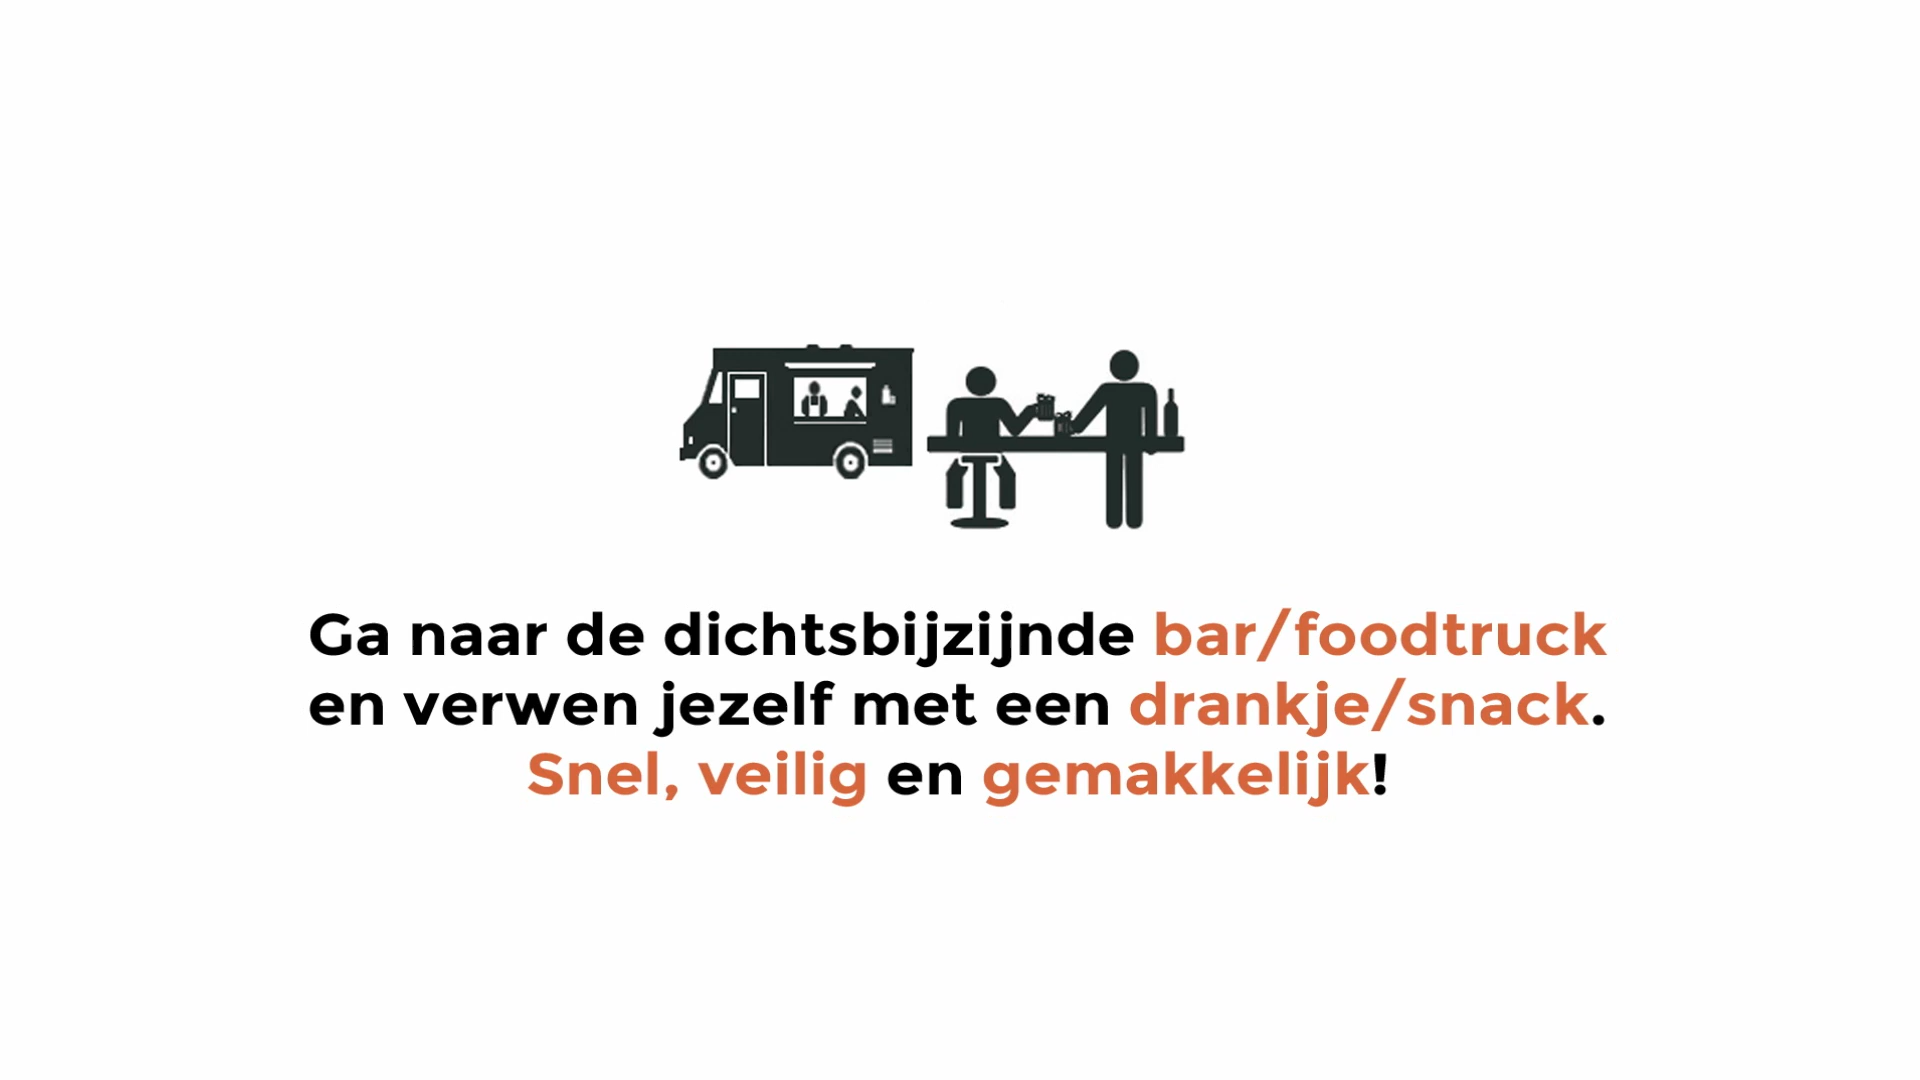 Ga naar de dichtsbijzijnde bar/foodtruck
en verwen jezelf met een drankje/snack.
Snel, veilig en gemakkelijk!